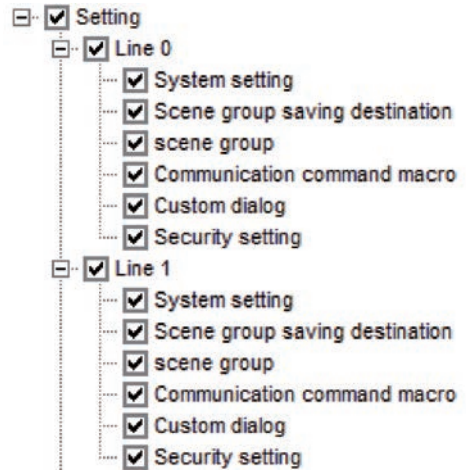 Setting
Line 0
System setting
Scene group saving destination
scene group
Communication command macro
Custom dialog
Security setting
Line 1
System setting
Scene group saving destination
scene group
Communication command macro
Custom dialog
Security setting